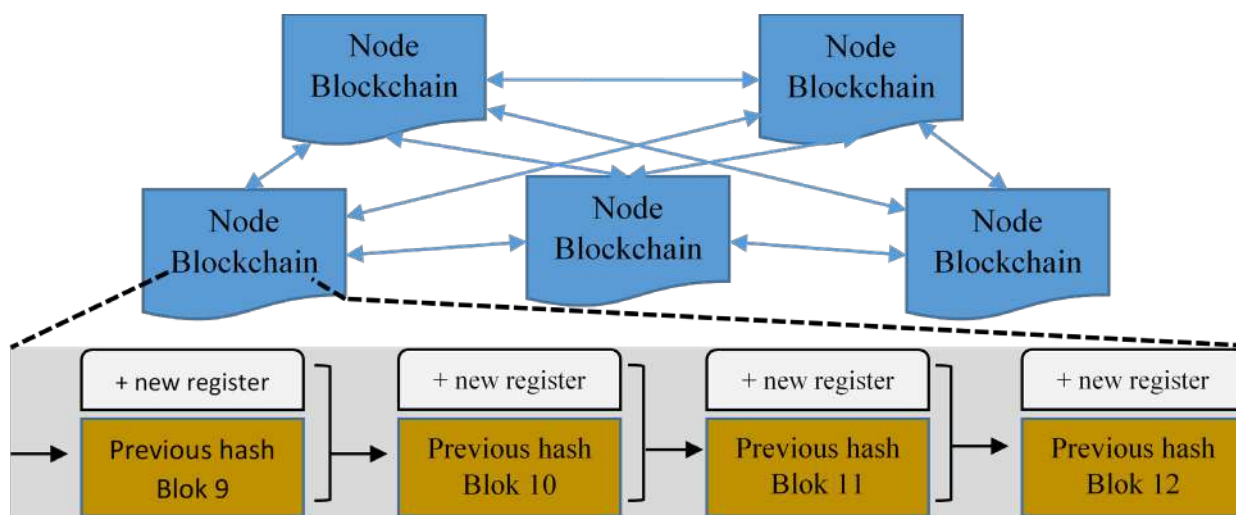 Node
Blockchain
Node
Blockchain
Node
Blockchain
Node
Blockchain
Node
Blockchain
+ new register
+ new register
+ new register
+ new register
Previous hash
Blok 9
Previous hash
Blok 10
Previous hash
Blok 11
Previous hash
Blok 12